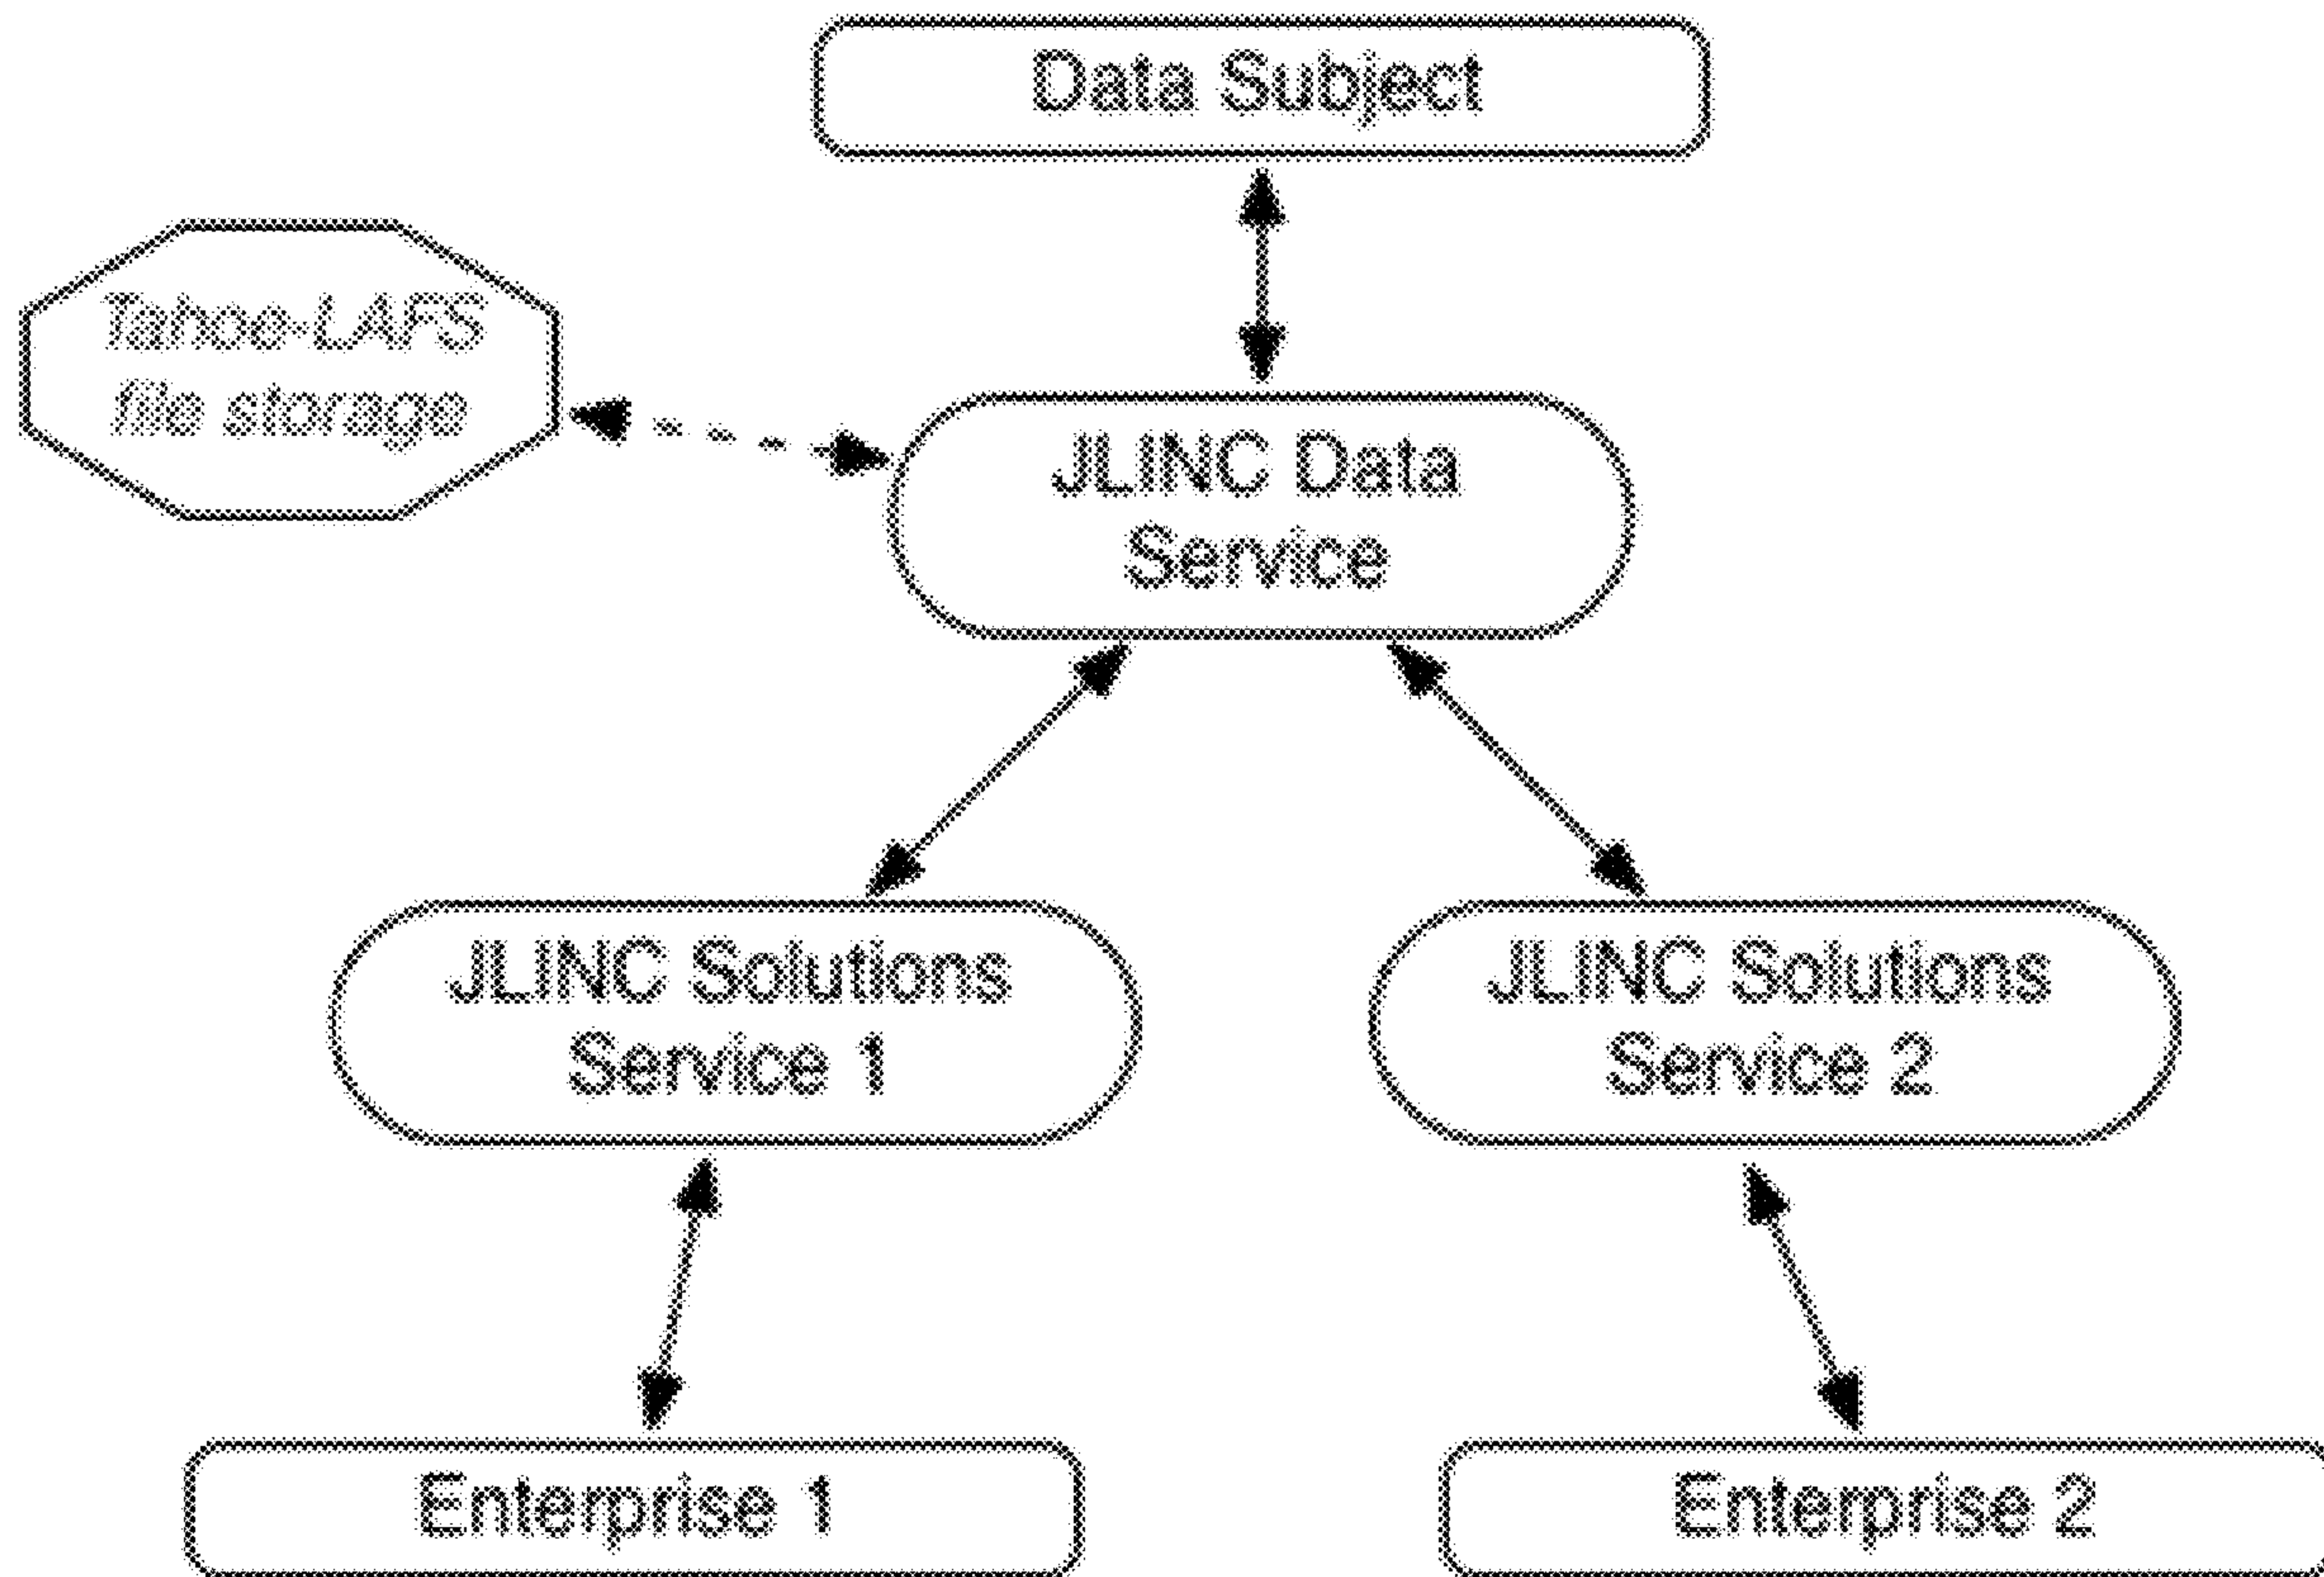 Data Subject
Tahoe-LAFS
file storage
JLINC Data
Service
JLINC Solutions
Service 1
JLINC Solutions
Service 2
Enterprise 1
Enterprise 2